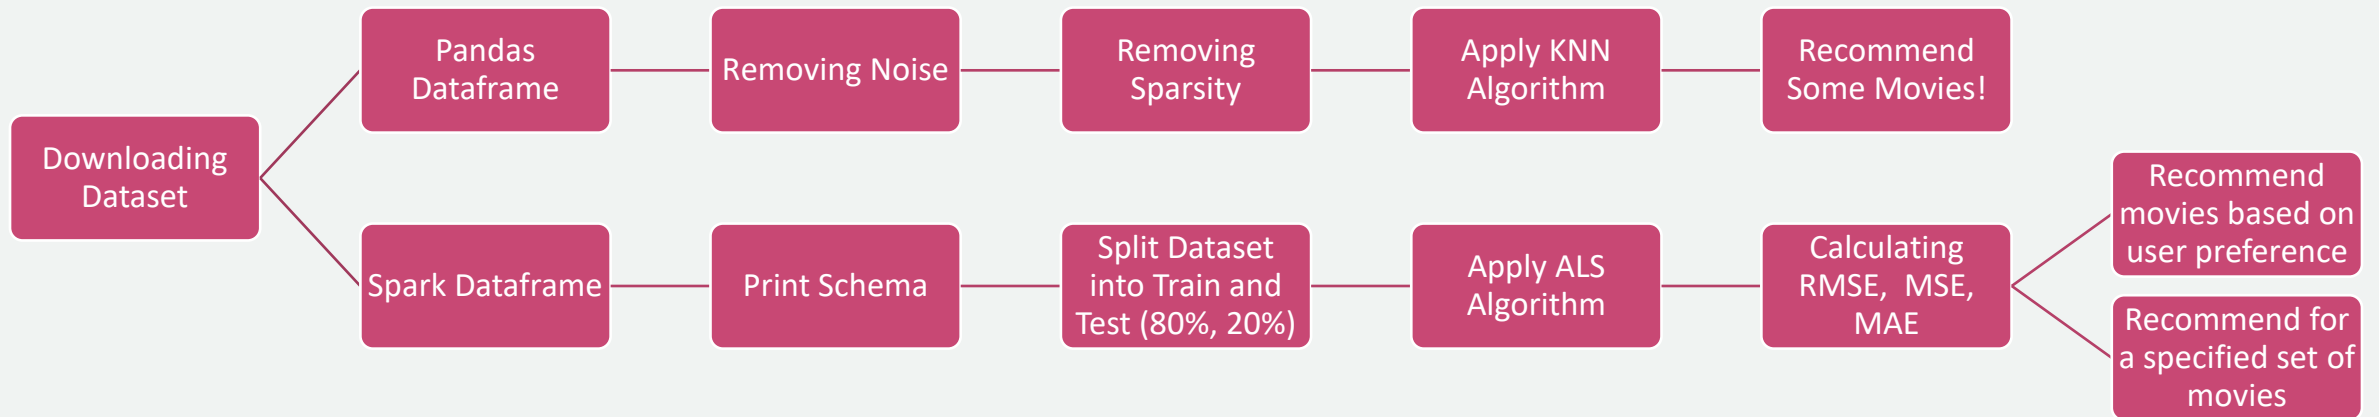 Downloading
Dataset
Pandas
Dataframe
Removing Noise
Removing
Sparsity
Apply KNN
Algorithm
Recommend
Some Movies!
Spark Dataframe
Print Schema
Split Dataset
into Train and
Test (80%, 20%)
Apply ALS
Algorithm
Calculating
RMSE, MSE,
MAE
Recommend
movies based on
user preference
Recommend for
a specified set of
movies